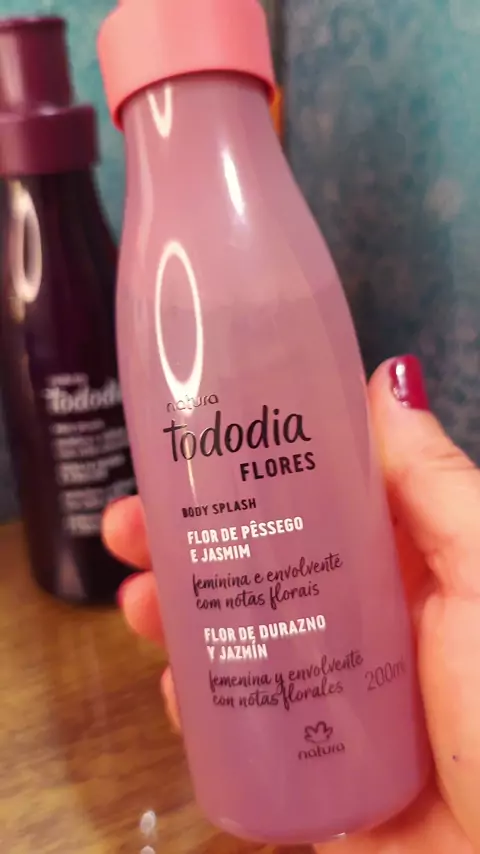 natura
Tododia
FLORES
BODY SPLASH
FLOR DE PÊSSEGO
E JASMIM
feminina e envolvente
com notas florais
FLOR DE DURAZNO
Y JAZMÍN
femenina y envolvente
con notas florales
200ml
natura
Tododia